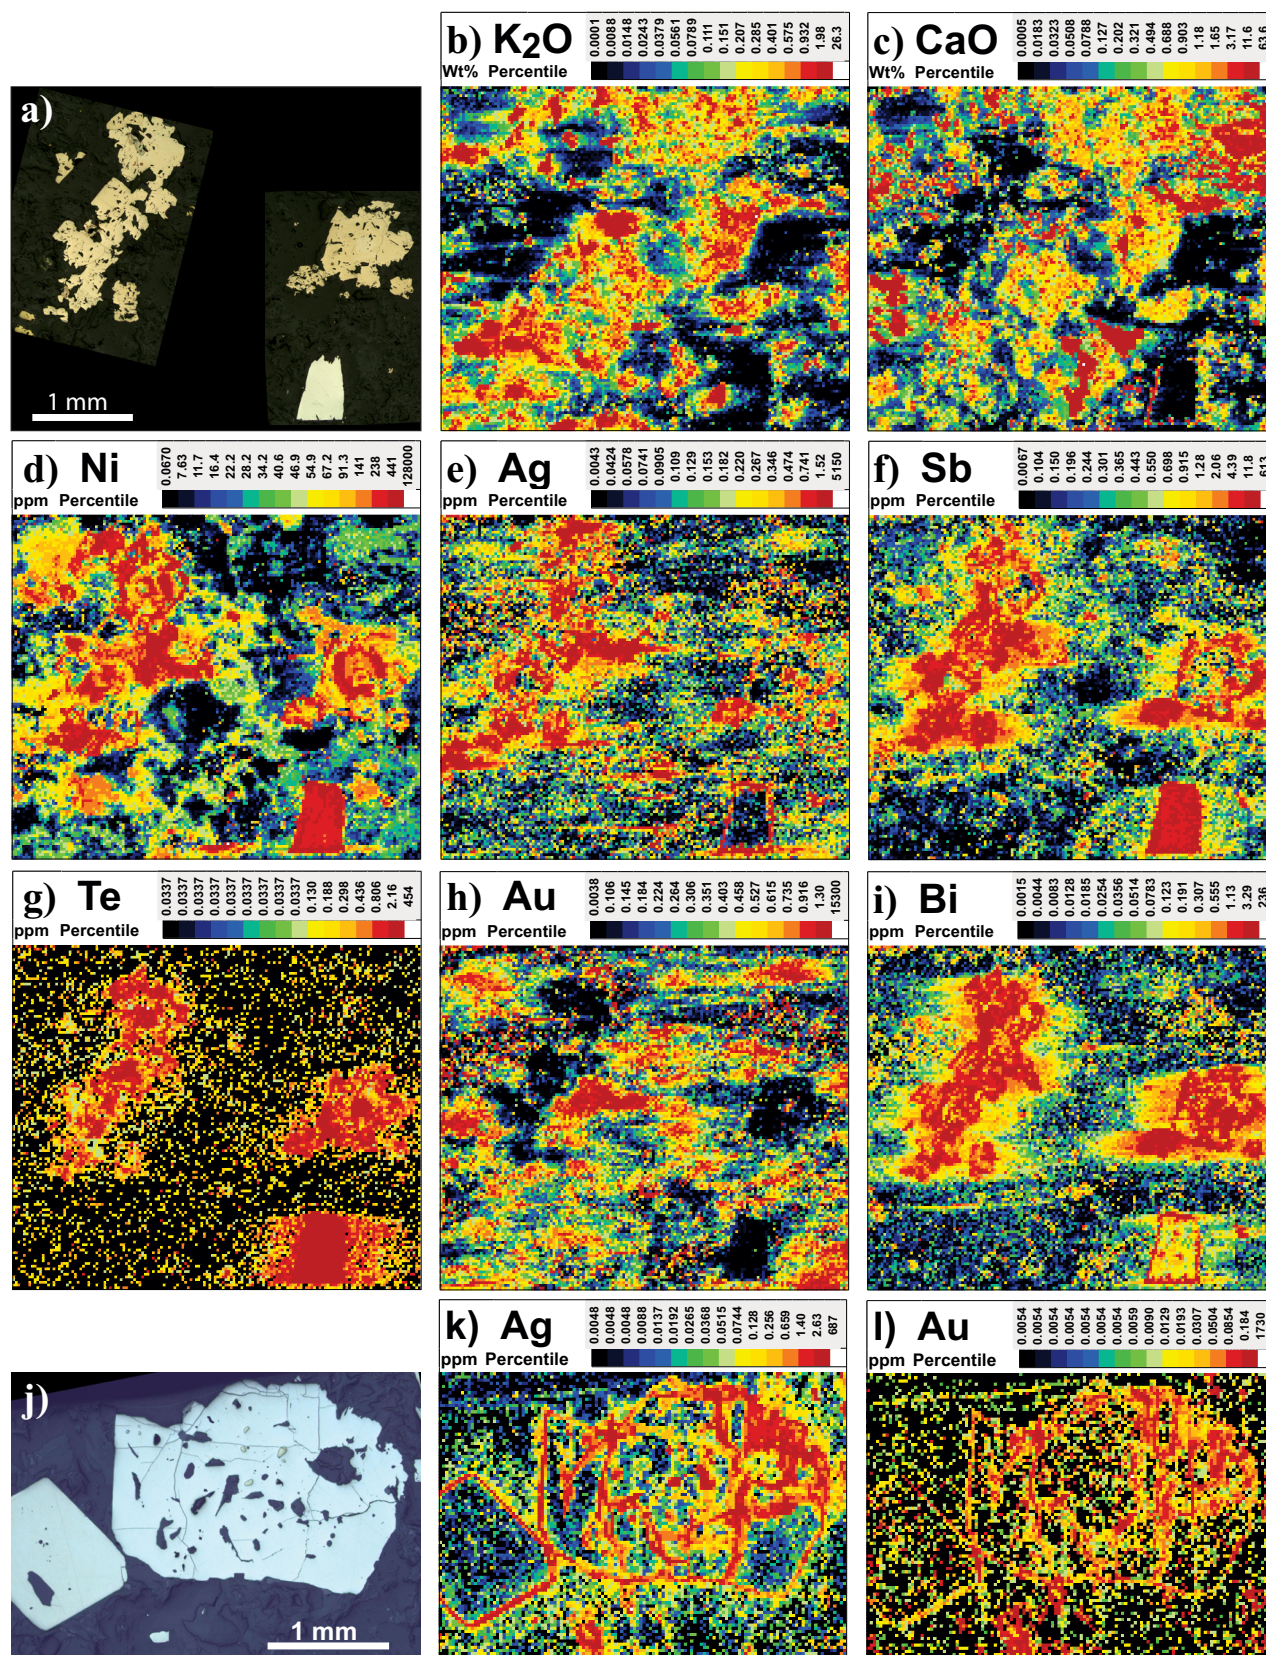 a)
1 mm
b) K2O
Wt% Percentile
0.0001 0.0088 0.0148 0.0243 0.0379 0.0561 0.0789 0.111 0.151 0.207 0.285 0.401 0.575 0.932 1.98 26.3
c) CaO
Wt% Percentile
0.0005 0.0183 0.0323 0.0508 0.0788 0.127 0.202 0.321 0.494 0.688 0.903 1.18 1.65 3.17 11.6 63.6
d) Ni
ppm Percentile
0.0670 7.63 11.7 16.4 22.2 28.2 34.2 40.6 46.9 54.9 67.2 91.3 141 238 441 128000
e) Ag
ppm Percentile
0.0043 0.0424 0.0578 0.0741 0.0905 0.109 0.129 0.153 0.182 0.220 0.267 0.346 0.474 0.741 1.52 5150
f) Sb
ppm Percentile
0.0067 0.104 0.150 0.196 0.244 0.301 0.365 0.443 0.550 0.698 0.915 1.28 2.06 4.39 11.8 613
g) Te
ppm Percentile
0.0337 0.0337 0.0337 0.0337 0.0337 0.0337 0.0337 0.0337 0.0337 0.130 0.188 0.298 0.436 0.806 2.16 454
h) Au
ppm Percentile
0.0038 0.106 0.145 0.184 0.224 0.264 0.306 0.351 0.403 0.458 0.527 0.615 0.735 0.916 1.30 15300
i) Bi
ppm Percentile
0.0015 0.0044 0.0083 0.0128 0.0185 0.0254 0.0356 0.0514 0.0783 0.123 0.191 0.307 0.555 1.13 3.29 236
j)
1 mm
k) Ag
ppm Percentile
0.0048 0.0048 0.0048 0.0088 0.0137 0.0192 0.0265 0.0368 0.0515 0.0744 0.128 0.256 0.659 1.40 2.63 687
l) Au
ppm Percentile
0.0054 0.0054 0.0054 0.0054 0.0054 0.0054 0.0054 0.0059 0.0090 0.0129 0.0193 0.0307 0.0504 0.0854 0.184 1730